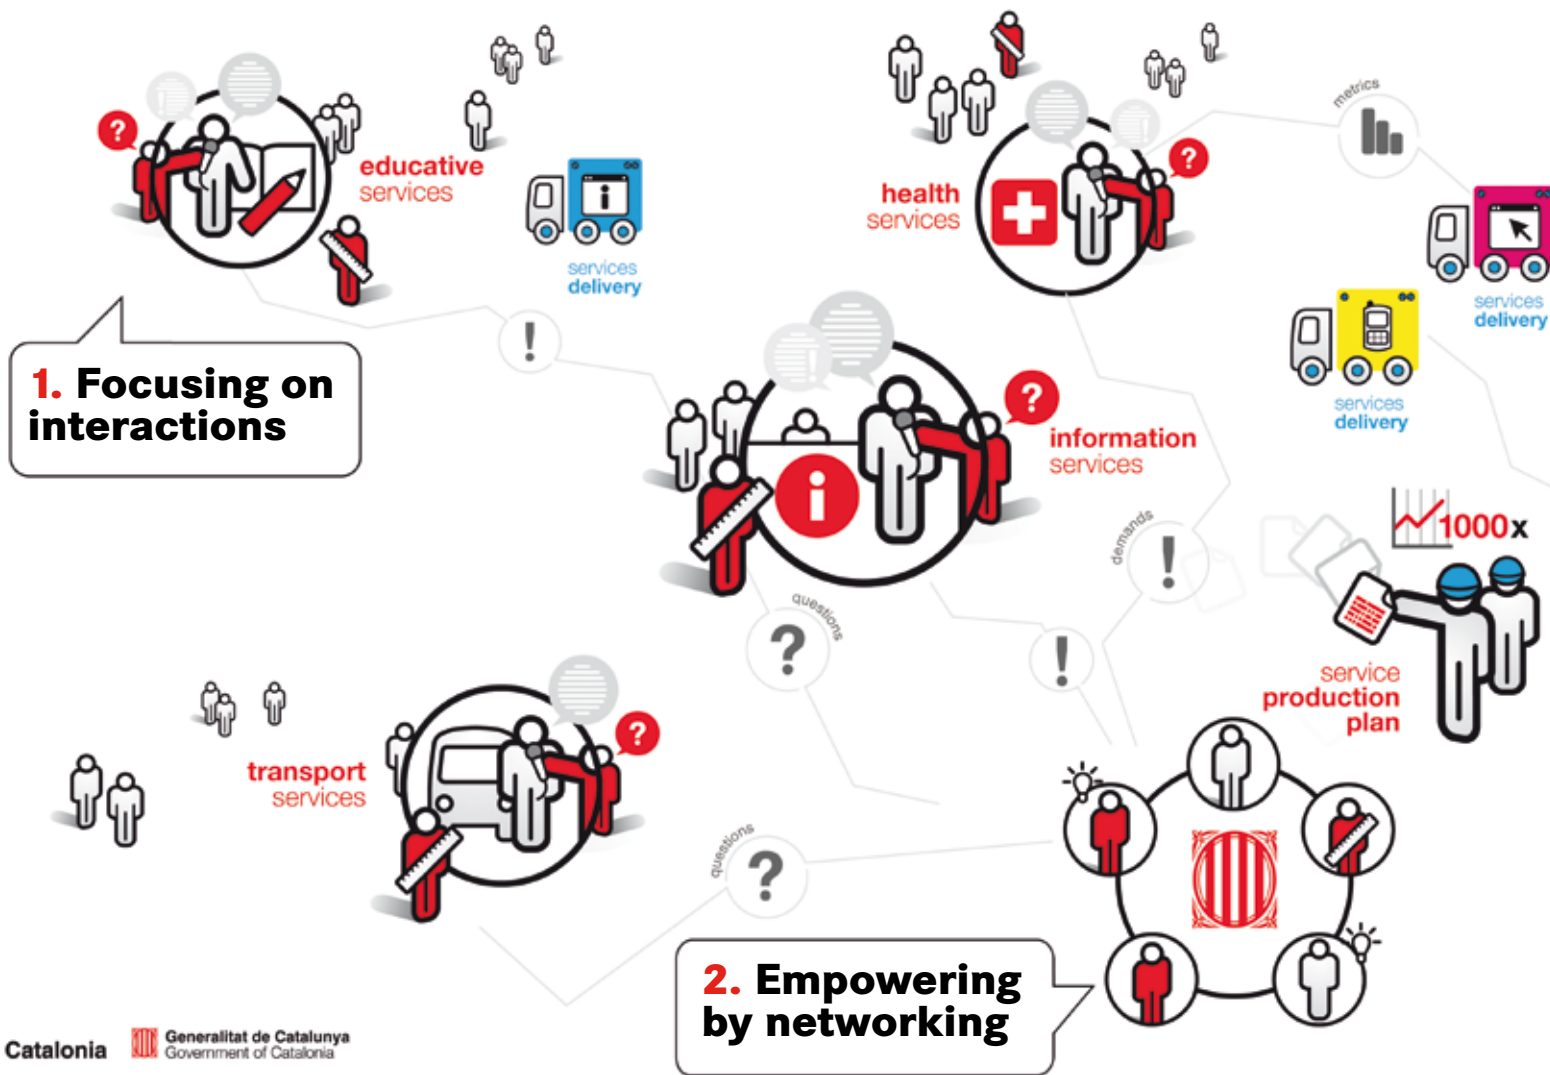 ?
educative
services
i
services
delivery
1. Focusing on
interactions
!
health
services
?
metrics
services
delivery
services
delivery
!
?
information
services
i
questions
?
demands
!
!
1000x
service
production
plan
transport
services
?
questions
?
2. Empowering
by networking
Catalonia
Generalitat de Catalunya
Government of Catalonia